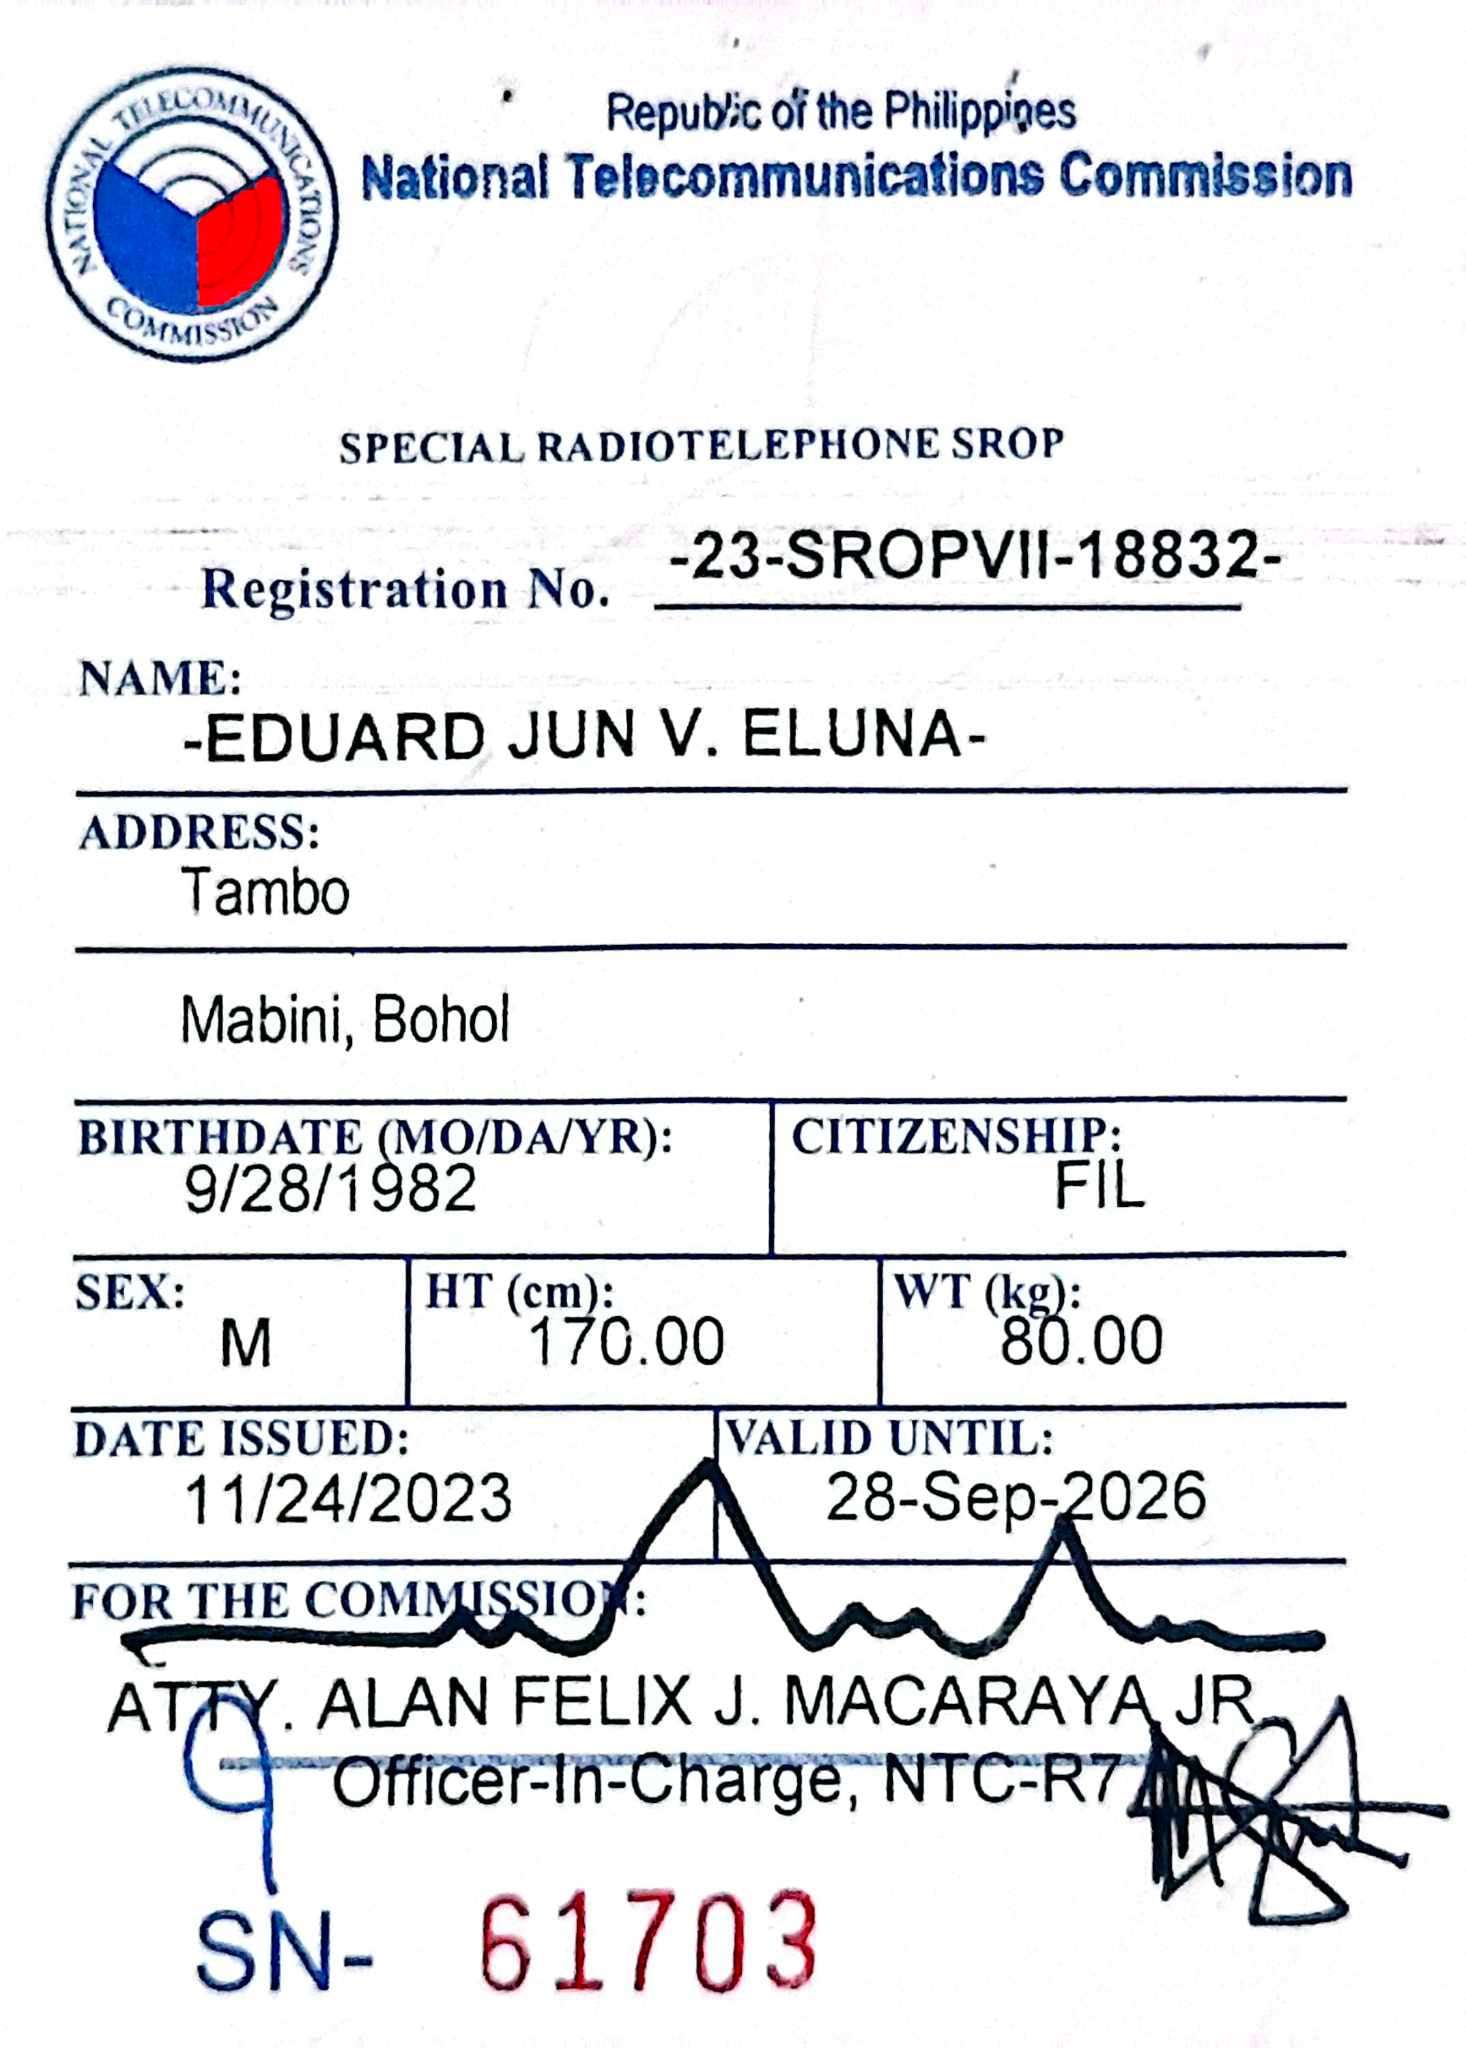 NATIONAL TELECOMMUNICATIONS
COMMISSION
Republic of the Philippines
National Telecommunications Commission
SPECIAL RADIOTELEPHONE SROP
Registration No. -23-SROPVII-18832-
NAME:
-EDUARD JUN V. ELUNA-
ADDRESS:
Tambo
Mabini, Bohol
BIRTHDATE (MO/DA/YR): CITIZENSHIP:
9/28/1982 FIL
SEX: HT (cm): WT (kg):
M 170.00 80.00
DATE ISSUED: VALID UNTIL:
11/24/2023 28-Sep-2026
FOR THE COMMISSION:
ATTY. ALAN FELIX J. MACARAYA JR
Officer-In-Charge, NTC-R7
SN- 61703